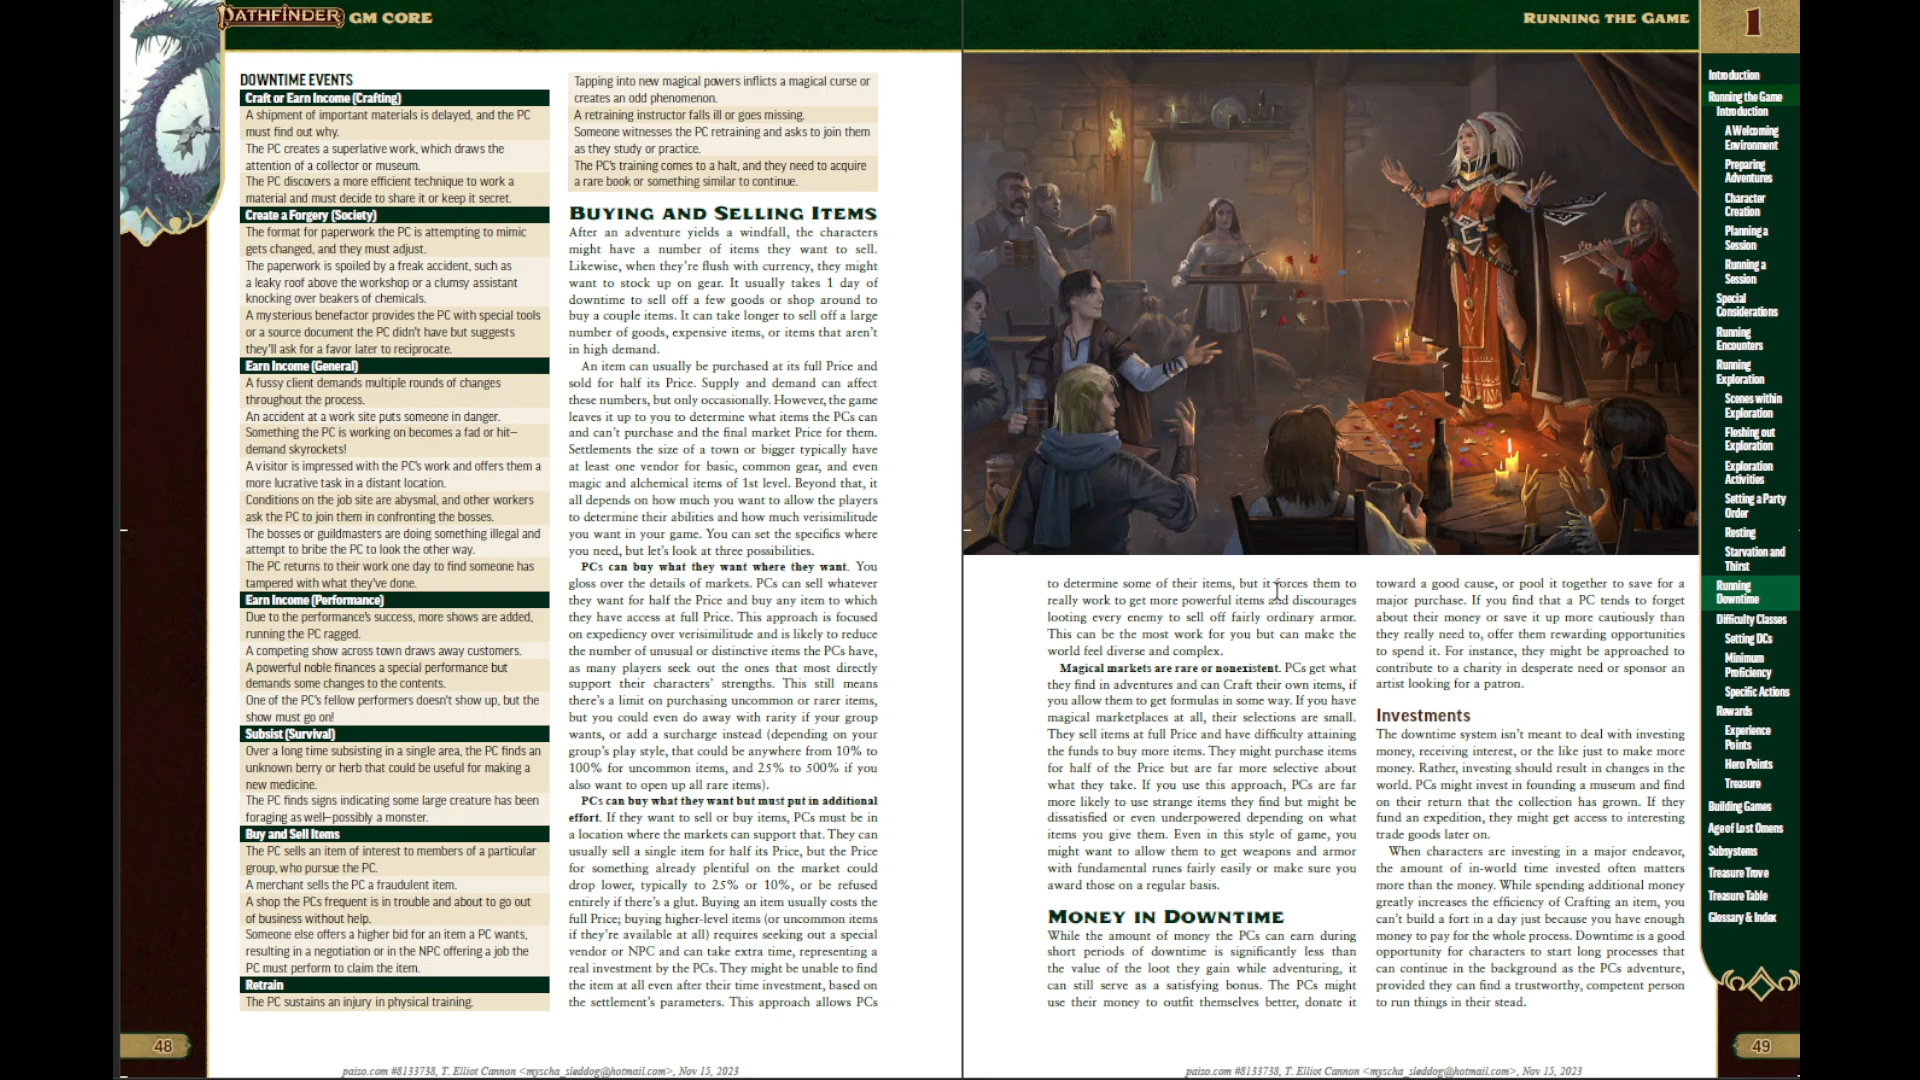 PATHFINDER GM CORE
DOWNTIME EVENTS
Craft or Earn Income (Crafting)
A shipment of important materials is delayed, and the PC
must find out why.
The PC creates a superlative work, which draws the
attention of a collector or museum.
The PC discovers a more efficient technique to work a
material and must decide to share it or keep it secret.
Create a Forgery (Society)
The format for paperwork the PC is attempting to mimic
gets changed, and they must adjust.
The paperwork is spoiled by a freak accident, such as
a leaky roof above the workshop or a clumsy assistant
knocking over beakers of chemicals.
A mysterious benefactor provides the PC with special tools
or a source document the PC didn't have but suggests
they'll ask for a favor later to reciprocate.
Earn Income (General)
A fussy client demands multiple rounds of changes
throughout the process.
An accident at a work site puts someone in danger.
Something the PC is working on becomes a fad or hit—
demand skyrockets!
A visitor is impressed with the PC's work and offers them a
more lucrative task in a distant location.
Conditions on the job site are abysmal, and other workers
ask the PC to join them in confronting the bosses.
The bosses or guildmasters are doing something illegal and
attempt to bribe the PC to look the other way.
The PC returns to their work one day to find someone has
tampered with what they've done.
Earn Income (Performance)
Due to the performance's success, more shows are added,
running the PC ragged.
A competing show across town draws away customers.
A powerful noble finances a special performance but
demands some changes to the contents.
One of the PC's fellow performers doesn't show up, but the
show must go on!
Subsist (Survival)
Over a long time subsisting in a single area, the PC finds an
unknown berry or herb that could be useful for making a
new medicine.
The PC finds signs indicating some large creature has been
foraging as well—possibly a monster.
Buy and Sell Items
The PC sells an item of interest to members of a particular
group, who pursue the PC.
A merchant sells the PC a fraudulent item.
A shop the PCs frequent is in trouble and about to go out
of business without help.
Someone else offers a higher bid for an item a PC wants,
resulting in a negotiation or in the NPC offering a job the
PC must perform to claim the item.
Retrain
The PC sustains an injury in physical training.
Tapping into new magical powers inflicts a magical curse or
creates an odd phenomenon.
A retraining instructor falls ill or goes missing.
Someone witnesses the PC retraining and asks to join them
as they study or practice.
The PC's training comes to a halt, and they need to acquire
a rare book or something similar to continue.
BUYING AND SELLING ITEMS
After an adventure yields a windfall, the characters
might have a number of items they want to sell.
Likewise, when they're flush with currency, they might
want to stock up on gear. It usually takes 1 day of
downtime to sell off a few goods or shop around to
buy a couple items. It can take longer to sell off a large
number of goods, expensive items, or items that aren't
in high demand.
An item can usually be purchased at its full Price and
sold for half its Price. Supply and demand can affect
these numbers, but only occasionally. However, the game
leaves it up to you to determine what items the PCs can
and can't purchase and the final market Price for them.
Settlements the size of a town or bigger typically have
at least one vendor for basic, common gear, and even
magic and alchemical items of 1st level. Beyond that, it
all depends on how much you want to allow the players
to determine their abilities and how much verisimilitude
you want in your game. You can set the specifics where
you need, but let's look at three possibilities.
PCs can buy what they want where they want. You
gloss over the details of markets. PCs can sell whatever
they want for half the Price and buy any item to which
they have access at full Price. This approach is focused
on expediency over verisimilitude and is likely to reduce
the number of unusual or distinctive items the PCs have,
as many players seek out the ones that most directly
support their characters' strengths. This still means
there's a limit on purchasing uncommon or rarer items,
but you could even do away with rarity if your group
wants, or add a surcharge instead (depending on your
group's play style, that could be anywhere from 10% to
100% for uncommon items, and 25% to 500% if you
also want to open up all rare items).
PCs can buy what they want but must put in additional
effort. If they want to sell or buy items, PCs must be in
a location where the markets can support that. They can
usually sell a single item for half its Price, but the Price
for something already plentiful on the market could
drop lower, typically to 25% or 10%, or be refused
entirely if there's a glut. Buying an item usually costs the
full Price; buying higher-level items (or uncommon items
if they're available at all) requires seeking out a special
vendor or NPC and can take extra time, representing a
real investment by the PCs. They might be unable to find
the item at all even after their time investment, based on
the settlement's parameters. This approach allows PCs
48
paizo.com #8133738, T. Elliot Cannon <myscha_sleddog@hotmail.com>, Nov 15, 2023
RUNNING THE GAME
1
to determine some of their items, but it forces them to
really work to get more powerful items and discourages
looting every enemy to sell off fairly ordinary armor.
This can be the most work for you but can make the
world feel diverse and complex.
Magical markets are rare or nonexistent. PCs get what
they find in adventures and can Craft their own items, if
you allow them to get formulas in some way. If you have
magical marketplaces at all, their selections are small.
They sell items at full Price and have difficulty attaining
the funds to buy more items. They might purchase items
for half of the Price but are far more selective about
what they take. If you use this approach, PCs are far
more likely to use strange items they find but might be
dissatisfied or even underpowered depending on what
items you give them. Even in this style of game, you
might want to allow them to get weapons and armor
with fundamental runes fairly easily or make sure you
award those on a regular basis.
MONEY IN DOWNTIME
While the amount of money the PCs can earn during
short periods of downtime is significantly less than
the value of the loot they gain while adventuring, it
can still serve as a satisfying bonus. The PCs might
use their money to outfit themselves better, donate it
toward a good cause, or pool it together to save for a
major purchase. If you find that a PC tends to forget
about their money or save it up more cautiously than
they really need to, offer them rewarding opportunities
to spend it. For instance, they might be approached to
contribute to a charity in desperate need or sponsor an
artist looking for a patron.
Investments
The downtime system isn't meant to deal with investing
money, receiving interest, or the like just to make more
money. Rather, investing should result in changes in the
world. PCs might invest in founding a museum and find
on their return that the collection has grown. If they
fund an expedition, they might get access to interesting
trade goods later on.
When characters are investing in a major endeavor,
the amount of in-world time invested often matters
more than the money. While spending additional money
greatly increases the efficiency of Crafting an item, you
can't build a fort in a day just because you have enough
money to pay for the whole process. Downtime is a good
opportunity for characters to start long processes that
can continue in the background as the PCs adventure,
provided they can find a trustworthy, competent person
to run things in their stead.
Introduction
Running the Game
Introduction
A Welcoming
Environment
Preparing
Adventures
Character
Creation
Planning a
Session
Running a
Session
Special
Considerations
Running
Encounters
Running
Exploration
Scenes within
Exploration
Fleshing out
Exploration
Exploration
Activities
Setting a Party
Order
Resting
Starvation and
Thirst
Running
Downtime
Difficulty Classes
Setting DCs
Minimum
Proficiency
Specific Actions
Rewards
Experience
Points
Hero Points
Treasure
Building Games
Age of Lost Omens
Subsystems
Treasure Trove
Treasure Table
Glossary & Index
49
paizo.com #8133738, T. Elliot Cannon <myscha_sleddog@hotmail.com>, Nov 15, 2023